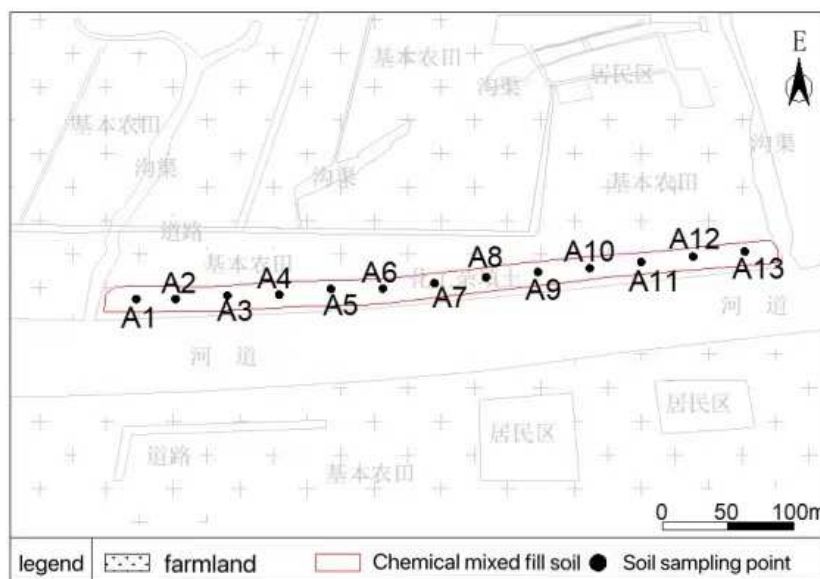 E
基本农田
沟渠
居民区
基本农田
沟渠
沟渠
沟渠
基本农田
道路
基本农田
A1
A2
A3
A4
A5
A6
A7
A8
A9
A10
A11
A12
A13
河 道
河 道
居民区
居民区
道路
基本农田
0 50 100m
legend farmland Chemical mixed fill soil Soil sampling point